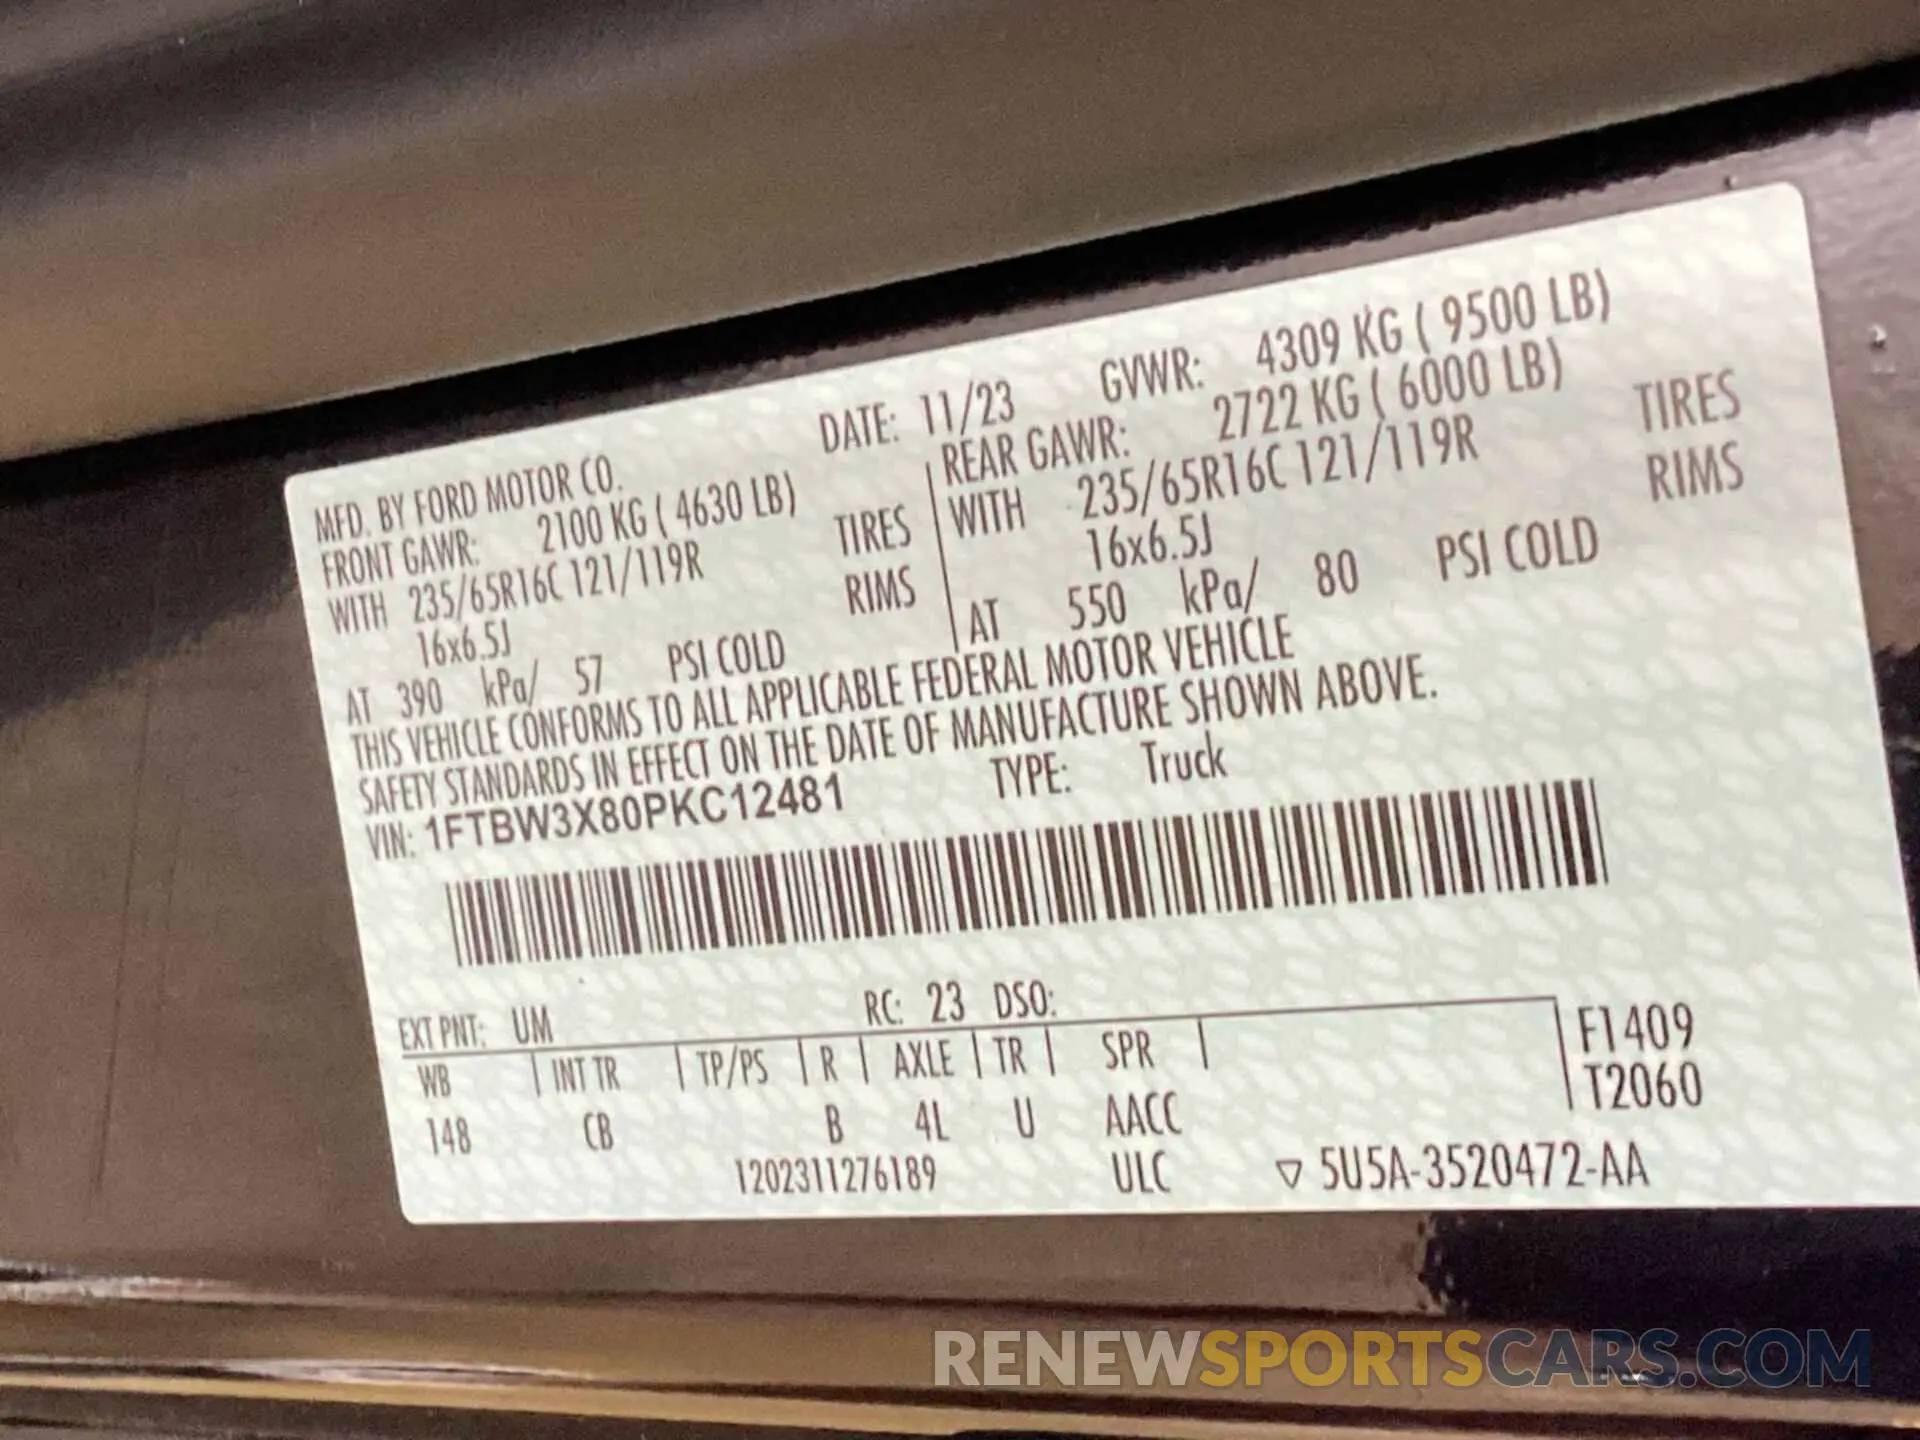 MFD. BY FORD MOTOR CO. DATE: 11/23 GVWR: 4309 KG ( 9500 LB)
FRONT GAWR: 2100 KG ( 4630 LB)
WITH 235/65R16C 121/119R TIRES
16x6.5J RIMS
AT 390 kPa/ 57 PSI COLD
REAR GAWR: 2722 KG ( 6000 LB)
WITH 235/65R16C 121/119R TIRES
16x6.5J RIMS
AT 550 kPa/ 80 PSI COLD
THIS VEHICLE CONFORMS TO ALL APPLICABLE FEDERAL MOTOR VEHICLE
SAFETY STANDARDS IN EFFECT ON THE DATE OF MANUFACTURE SHOWN ABOVE.
VIN: 1FTBW3X80PKC12481 TYPE: Truck
EXT PNT: UM RC: 23 DSO:
WB | INT TR | TP/PS | R | AXLE | TR | SPR |
148 CB B 4L U AACC
F1409
T2060
1202311276189 ULC ▽ 5U5A-3520472-AA
RENEWSPORTSCARS.COM